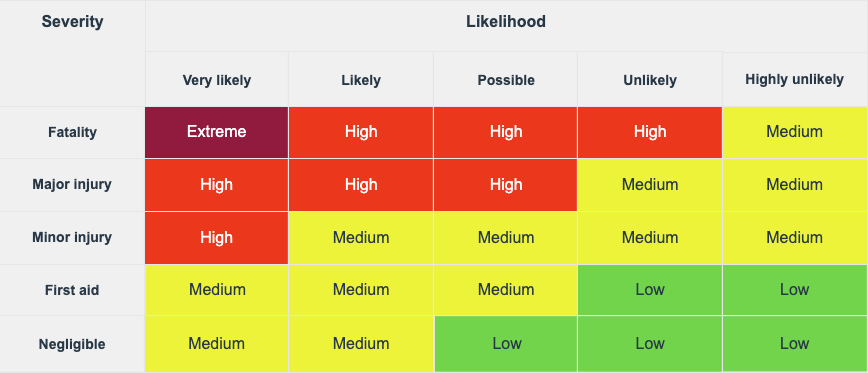 Severity Likelihood
Very likely Likely Possible Unlikely Highly unlikely
Fatality Extreme High High High Medium
Major injury High High High Medium Medium
Minor injury High Medium Medium Medium Medium
First aid Medium Medium Medium Low Low
Negligible Medium Medium Low Low Low